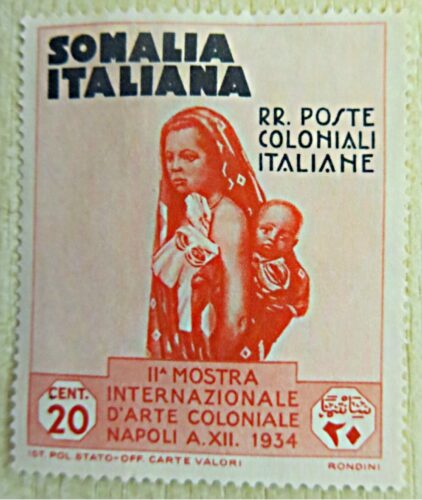 SOMALIA
ITALIANA
RR. POSTE
COLONIALI
ITALIANE
IIᴬ MOSTRA
INTERNAZIONALE
D'ARTE COLONIALE
NAPOLI A.XII. 1934
CENT.
20
٢٠
IST. POL. STATO-OFF. CARTE VALORI
RONDINI